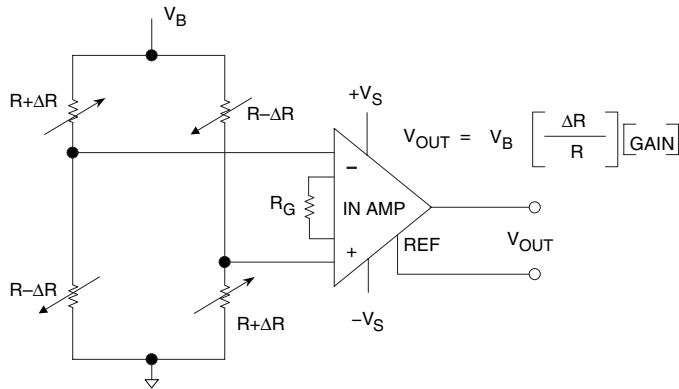 V_B
R+ΔR
R−ΔR
+V_S
V_OUT = V_B [ΔR/R] [GAIN]
−
R_G
IN AMP
+
REF
V_OUT
R−ΔR
R+ΔR
−V_S